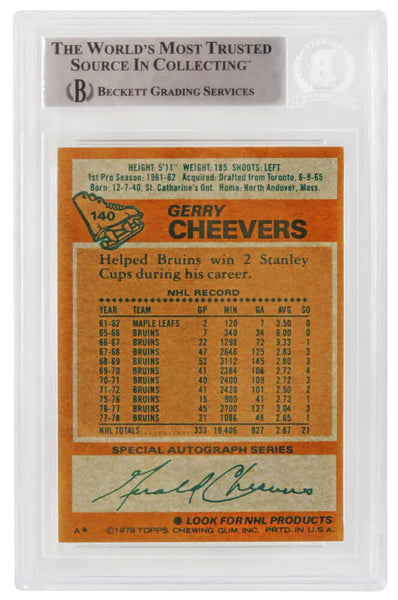 THE WORLD'S MOST TRUSTED
SOURCE IN COLLECTING™
B BECKETT GRADING SERVICES
HEIGHT: 5'11" WEIGHT: 185 SHOOTS: LEFT
1st Pro Season: 1961-62 Acquired: Drafted from Toronto, 6-9-65
Born: 12-7-40, St. Catharine's Ont. Home: North Andover, Mass.
140
GERRY
CHEEVERS
Helped Bruins win 2 Stanley
Cups during his career.
NHL RECORD
YEAR TEAM GP MIN GA AVG SO
61-62 MAPLE LEAFS 2 120 7 3.50 0
65-66 BRUINS 7 340 34 6.00 0
66-67 BRUINS 22 1298 72 3.33 1
67-68 BRUINS 47 2646 125 2.83 3
68-69 BRUINS 52 3112 145 2.80 3
69-70 BRUINS 41 2384 108 2.72 4
70-71 BRUINS 40 2400 109 2.72 3
71-72 BRUINS 41 2420 101 2.50 2
75-76 BRUINS 15 900 41 2.73 1
76-77 BRUINS 45 2700 137 3.04 3
77-78 BRUINS 21 1086 48 2.65 1
NHL TOTALS 333 19,406 927 2.87 21
SPECIAL AUTOGRAPH SERIES
Gerald Cheevers
LOOK FOR NHL PRODUCTS
A* ©1978 TOPPS CHEWING GUM, INC. PRTD. IN U.S.A.